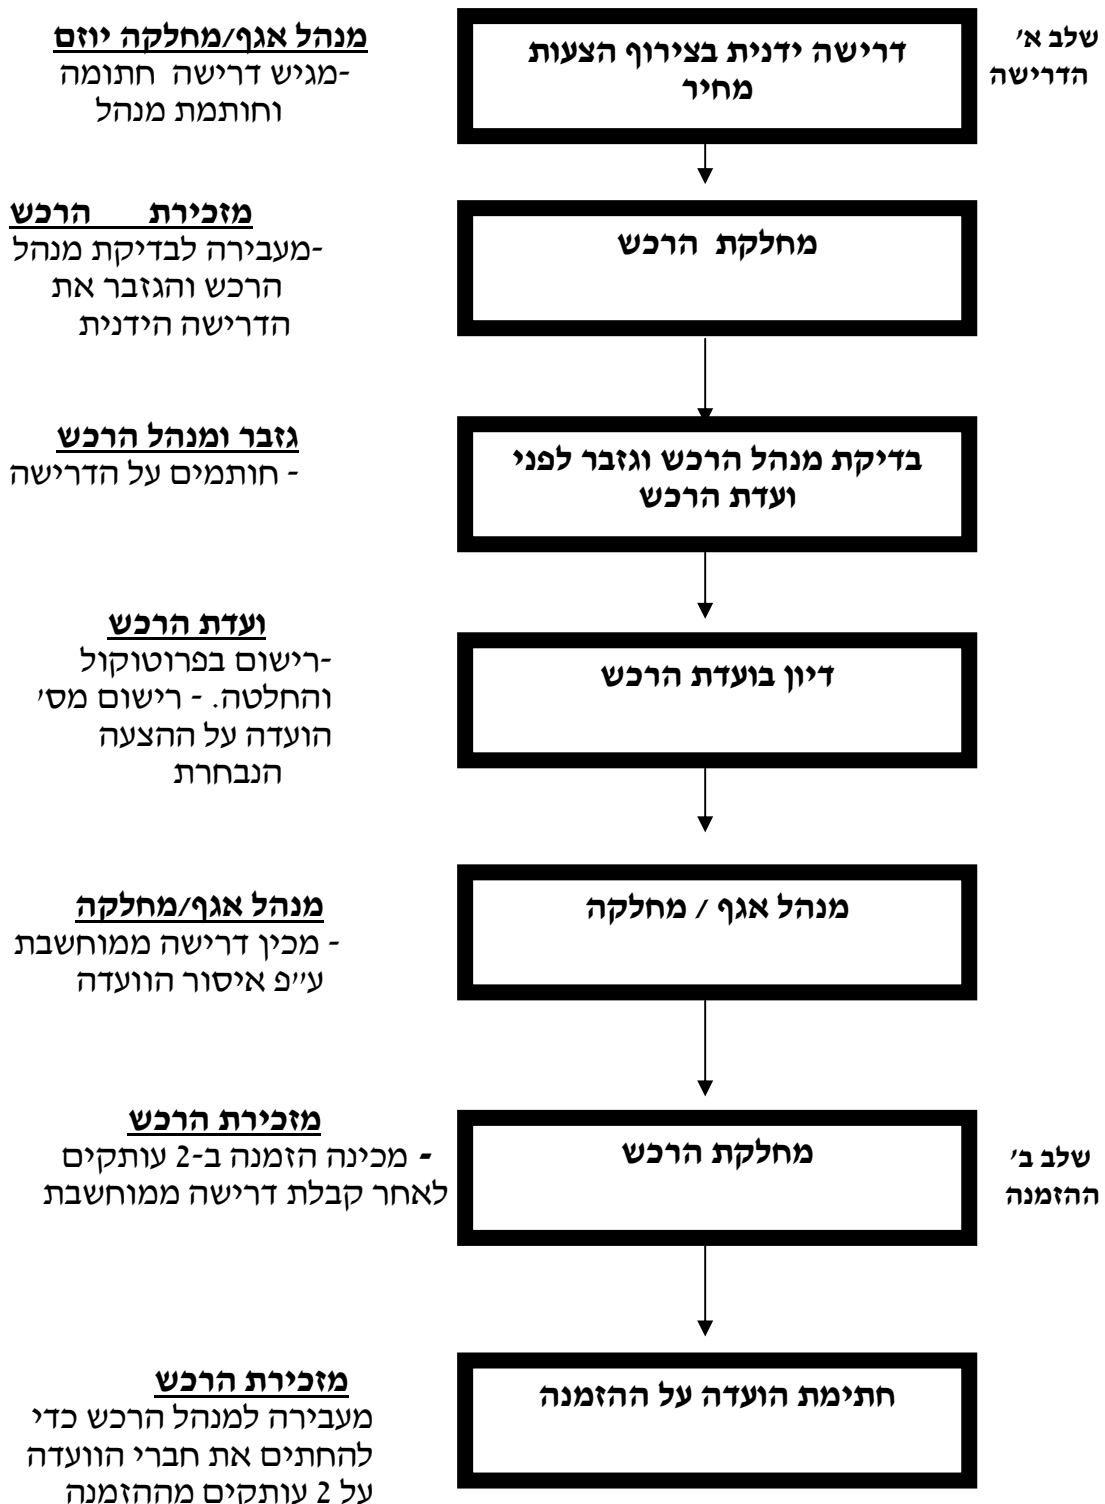 שלב א'
הדרישה
דרישה ידנית בצירוף הצעות
מחיר
מנהל אגף/מחלקה יוזם
-מגיש דרישה חתומה
וחותמת מנהל
מחלקת הרכש
מזכירת הרכש
-מעבירה לבדיקת מנהל
הרכש והגזבר את
הדרישה הידנית
בדיקת מנהל הרכש וגזבר לפני
ועדת הרכש
גזבר ומנהל הרכש
- חותמים על הדרישה
דיון בועדת הרכש
ועדת הרכש
-רישום בפרוטוקול
והחלטה. - רישום מס'
הועדה על ההצעה
הנבחרת
מנהל אגף / מחלקה
מנהל אגף/מחלקה
- מכין דרישה ממוחשבת
ע"פ איסור הוועדה
שלב ב'
ההזמנה
מחלקת הרכש
מזכירת הרכש
- מכינה הזמנה ב-2 עותקים
לאחר קבלת דרישה ממוחשבת
חתימת הועדה על ההזמנה
מזכירת הרכש
מעבירה למנהל הרכש כדי
להחתים את חברי הוועדה
על 2 עותקים מההזמנה